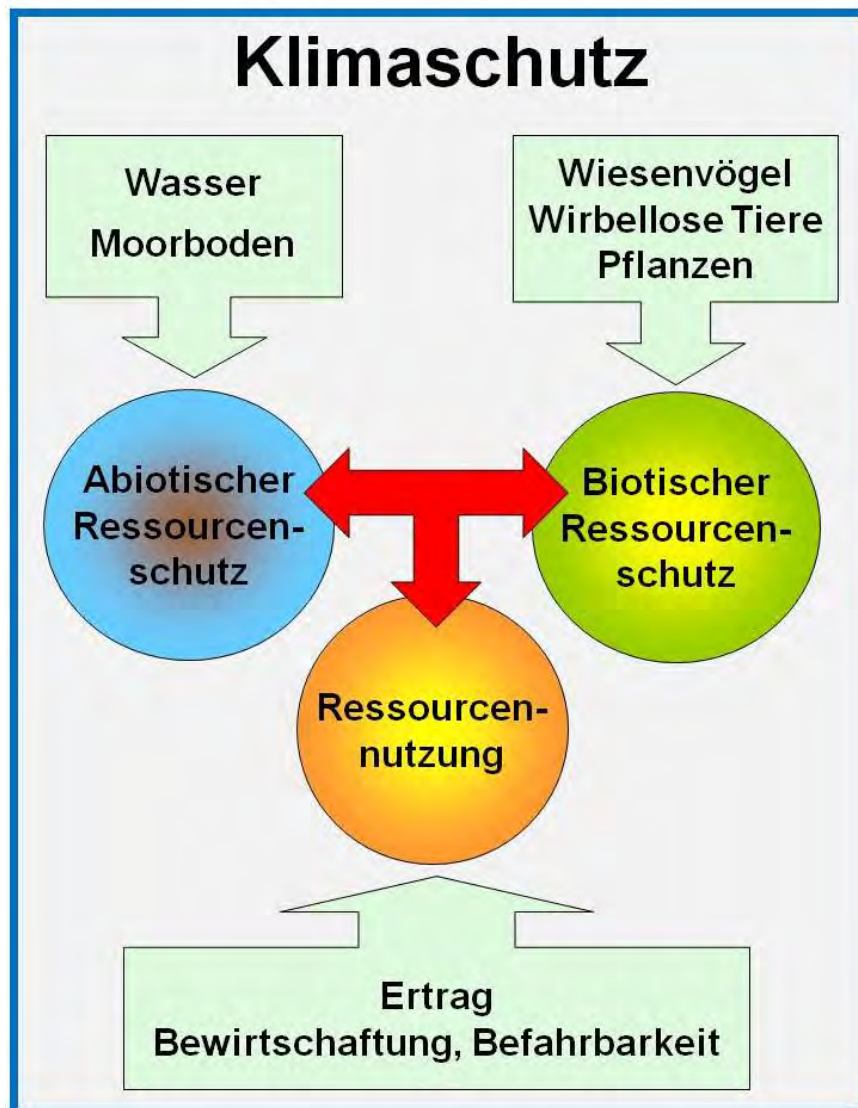 Klimaschutz
Wasser
Moorboden
Wiesenvögel
Wirbellose Tiere
Pflanzen
Abiotischer
Ressourcen-
schutz
Biotischer
Ressourcen-
schutz
Ressourcen-
nutzung
Ertrag
Bewirtschaftung, Befahrbarkeit